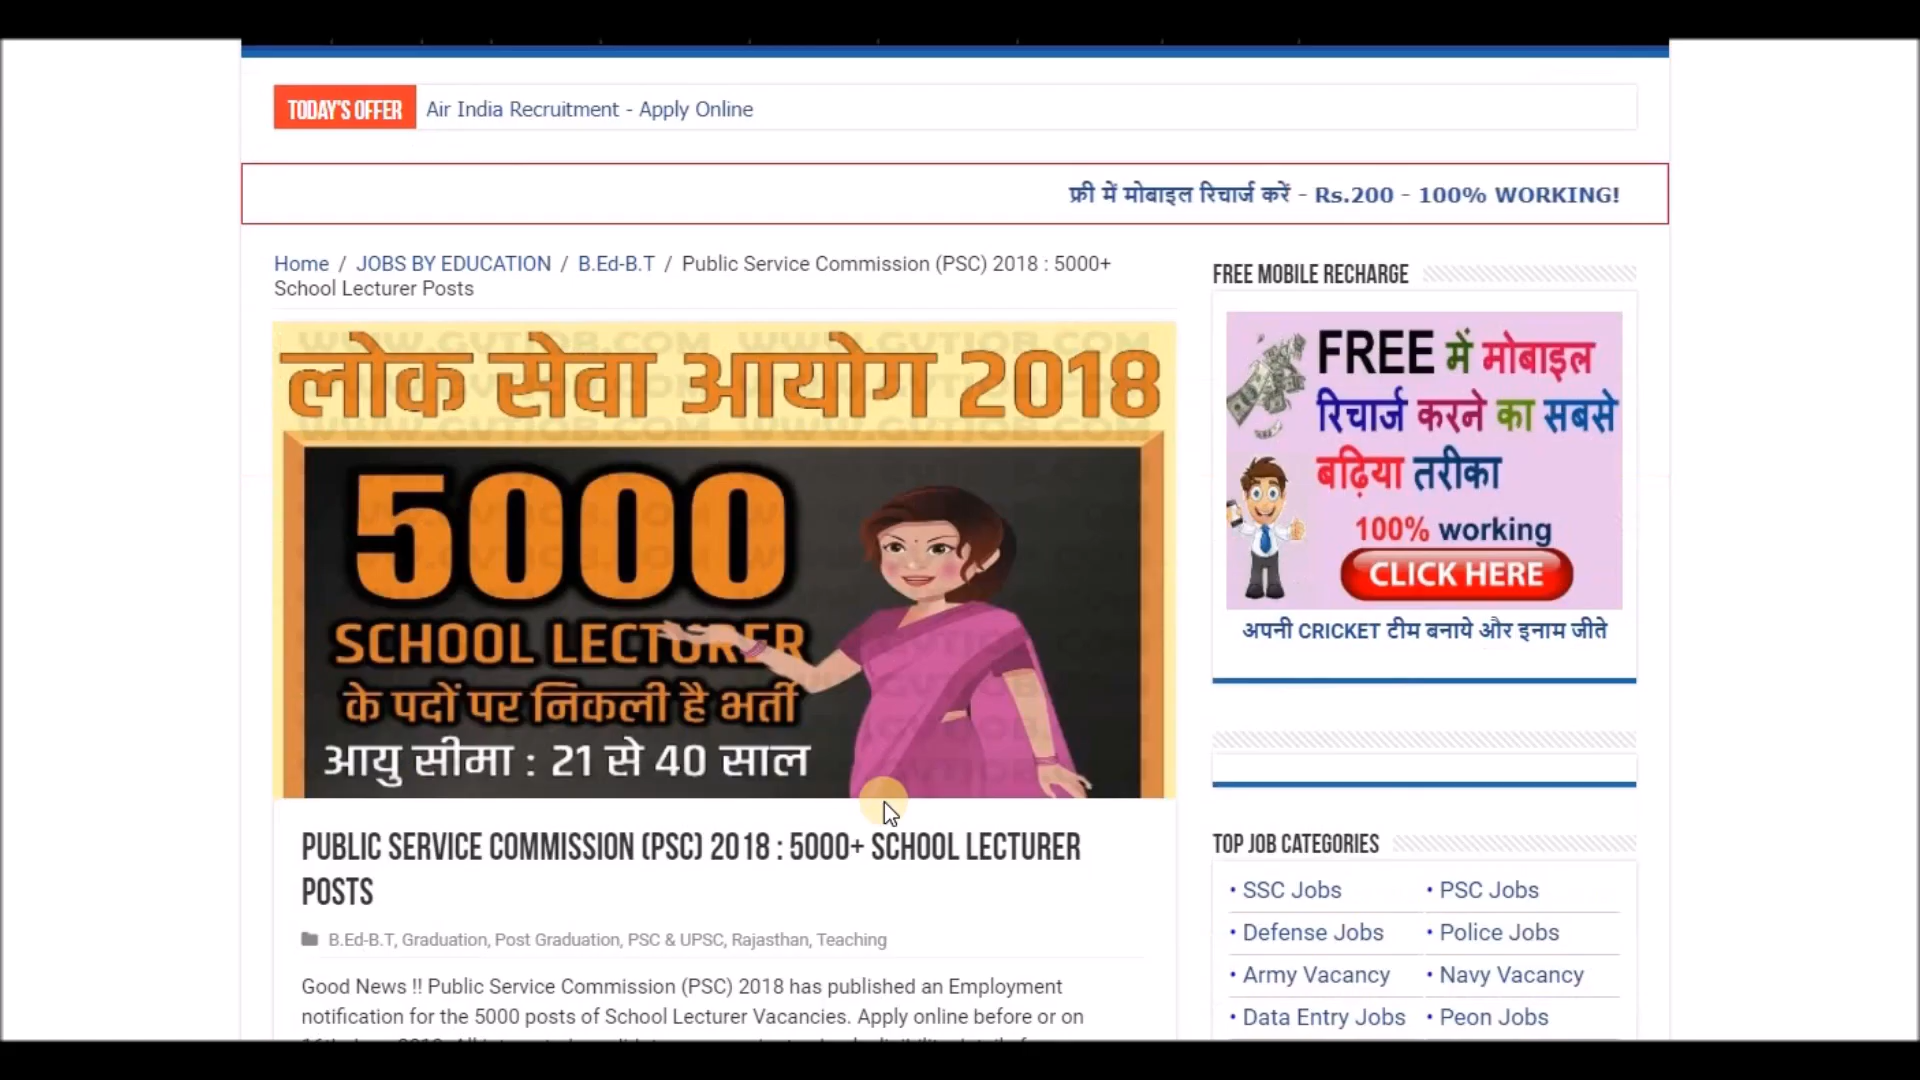 TODAY'S OFFER
Air India Recruitment - Apply Online
फ्री में मोबाइल रिचार्ज करें - Rs.200 - 100% WORKING!
Home / JOBS BY EDUCATION / B.Ed-B.T / Public Service Commission (PSC) 2018 : 5000+
School Lecturer Posts
लोक सेवा आयोग 2018
5000
SCHOOL LECTURER
के पदों पर निकली है भर्ती
आयु सीमा : 21 से 40 साल
PUBLIC SERVICE COMMISSION (PSC) 2018 : 5000+ SCHOOL LECTURER
POSTS
B.Ed-B.T, Graduation, Post Graduation, PSC & UPSC, Rajasthan, Teaching
Good News !! Public Service Commission (PSC) 2018 has published an Employment
notification for the 5000 posts of School Lecturer Vacancies. Apply online before or on
FREE MOBILE RECHARGE
FREE में मोबाइल
रिचार्ज करने का सबसे
बढ़िया तरीका
100% working
CLICK HERE
अपनी CRICKET टीम बनाये और इनाम जीते
TOP JOB CATEGORIES
• SSC Jobs
• PSC Jobs
• Defense Jobs
• Police Jobs
• Army Vacancy
• Navy Vacancy
• Data Entry Jobs
• Peon Jobs